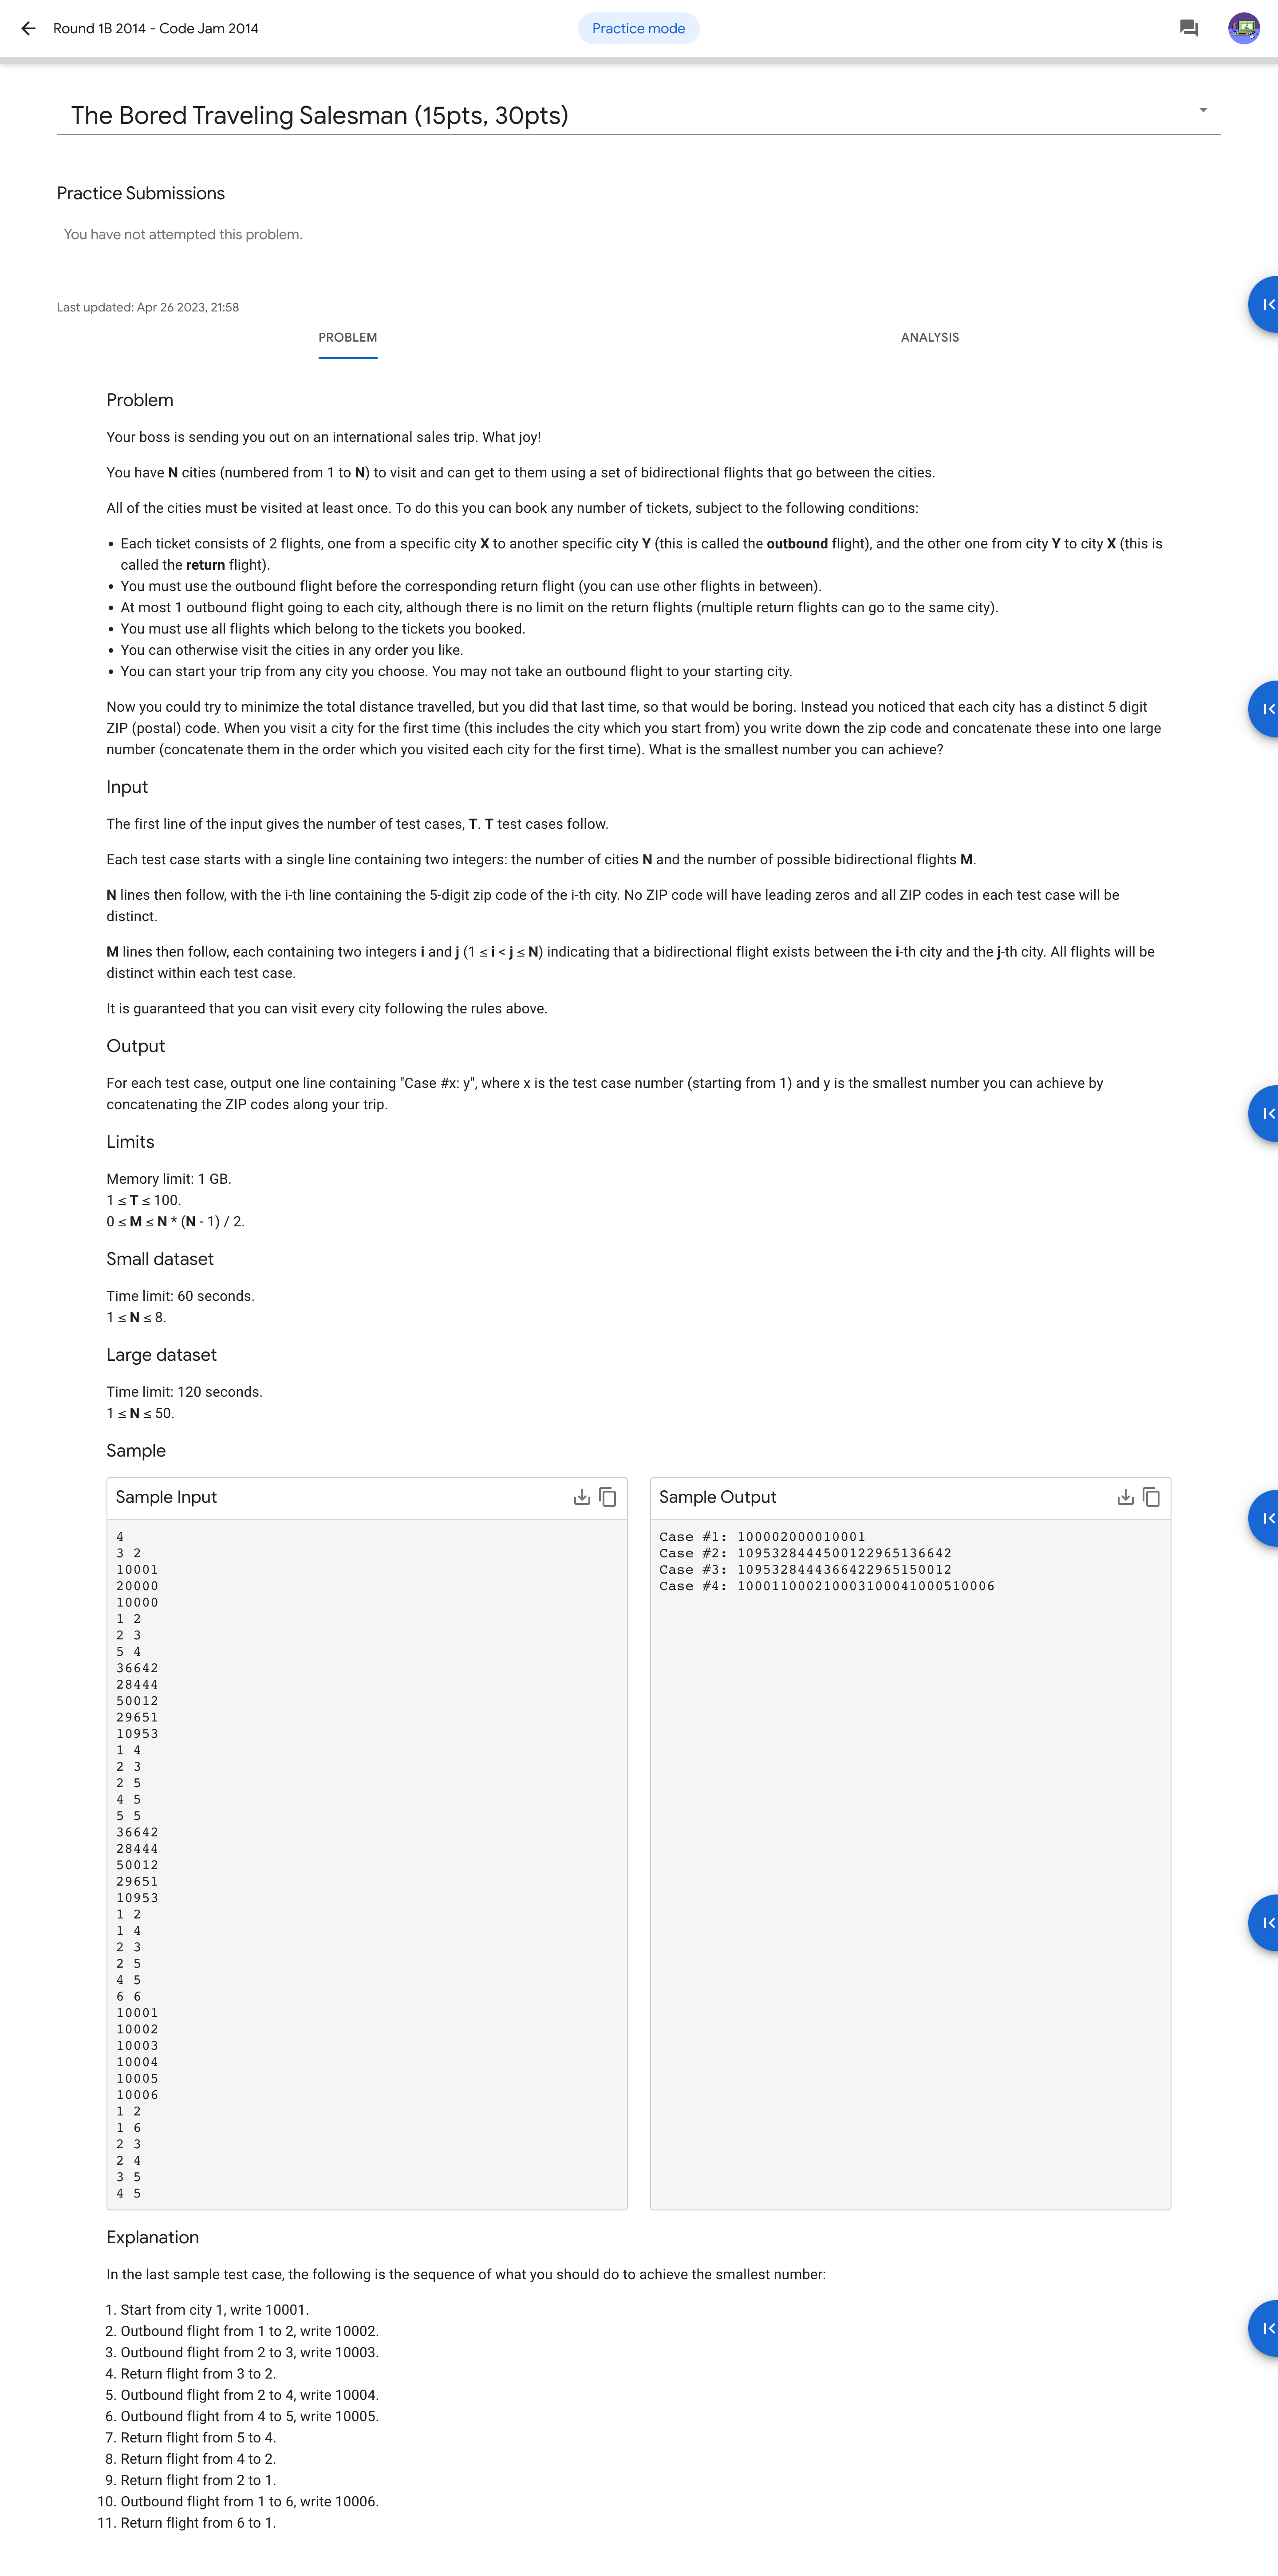 Round 1B 2014 - Code Jam 2014
Practice mode
The Bored Traveling Salesman (15pts, 30pts)
Practice Submissions
You have not attempted this problem.
Last updated: Apr 26 2023, 21:58
PROBLEM
ANALYSIS
Problem
Your boss is sending you out on an international sales trip. What joy!
You have N cities (numbered from 1 to N) to visit and can get to them using a set of bidirectional flights that go between the cities.
All of the cities must be visited at least once. To do this you can book any number of tickets, subject to the following conditions:
• Each ticket consists of 2 flights, one from a specific city X to another specific city Y (this is called the outbound flight), and the other one from city Y to city X (this is
called the return flight).
• You must use the outbound flight before the corresponding return flight (you can use other flights in between).
• At most 1 outbound flight going to each city, although there is no limit on the return flights (multiple return flights can go to the same city).
• You must use all flights which belong to the tickets you booked.
• You can otherwise visit the cities in any order you like.
• You can start your trip from any city you choose. You may not take an outbound flight to your starting city.
Now you could try to minimize the total distance travelled, but you did that last time, so that would be boring. Instead you noticed that each city has a distinct 5 digit
ZIP (postal) code. When you visit a city for the first time (this includes the city which you start from) you write down the zip code and concatenate these into one large
number (concatenate them in the order which you visited each city for the first time). What is the smallest number you can achieve?
Input
The first line of the input gives the number of test cases, T. T test cases follow.
Each test case starts with a single line containing two integers: the number of cities N and the number of possible bidirectional flights M.
N lines then follow, with the i-th line containing the 5-digit zip code of the i-th city. No ZIP code will have leading zeros and all ZIP codes in each test case will be
distinct.
M lines then follow, each containing two integers i and j (1 ≤ i < j ≤ N) indicating that a bidirectional flight exists between the i-th city and the j-th city. All flights will be
distinct within each test case.
It is guaranteed that you can visit every city following the rules above.
Output
For each test case, output one line containing "Case #x: y", where x is the test case number (starting from 1) and y is the smallest number you can achieve by
concatenating the ZIP codes along your trip.
Limits
Memory limit: 1 GB.
1 ≤ T ≤ 100.
0 ≤ M ≤ N * (N - 1) / 2.
Small dataset
Time limit: 60 seconds.
1 ≤ N ≤ 8.
Large dataset
Time limit: 120 seconds.
1 ≤ N ≤ 50.
Sample
Sample Input
4
3 2
10001
20000
10000
1 2
2 3
5 4
36642
28444
50012
29651
10953
1 4
2 3
2 5
4 5
5 5
36642
28444
50012
29651
10953
1 2
1 4
2 3
2 5
4 5
6 6
10001
10002
10003
10004
10005
10006
1 2
1 6
2 3
2 4
3 5
4 5
Sample Output
Case #1: 100002000010001
Case #2: 1095328444500122965136642
Case #3: 1095328444366422965150012
Case #4: 100011000210003100041000510006
Explanation
In the last sample test case, the following is the sequence of what you should do to achieve the smallest number:
1. Start from city 1, write 10001.
2. Outbound flight from 1 to 2, write 10002.
3. Outbound flight from 2 to 3, write 10003.
4. Return flight from 3 to 2.
5. Outbound flight from 2 to 4, write 10004.
6. Outbound flight from 4 to 5, write 10005.
7. Return flight from 5 to 4.
8. Return flight from 4 to 2.
9. Return flight from 2 to 1.
10. Outbound flight from 1 to 6, write 10006.
11. Return flight from 6 to 1.